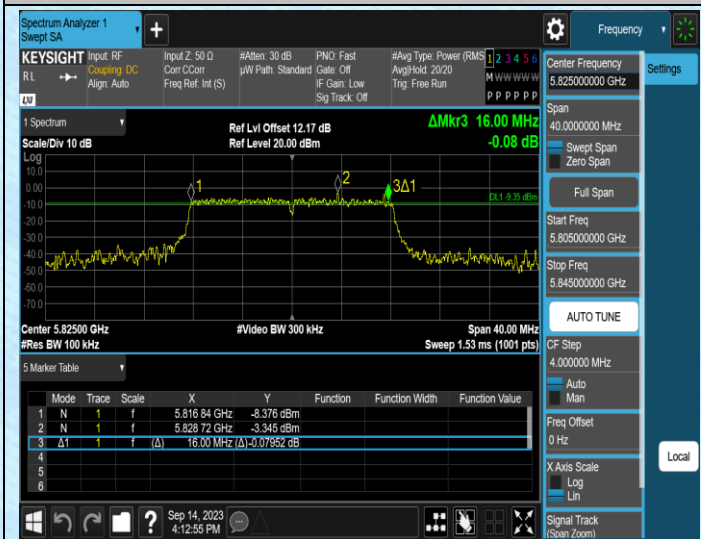 Spectrum Analyzer 1
Swept SA
Frequency
KEYSIGHT
RL
Input: RF
Coupling: DC
Align: Auto
Input Z: 50 Ω
Corr CCorr
Freq Ref: Int (S)
#Atten: 30 dB
µW Path: Standard
PNO: Fast
Gate: Off
IF Gain: Low
Sig Track: Off
#Avg Type: Power (RMS
Avg|Hold: 20/20
Trig: Free Run
1 2 3 4 5 6
M W W W W W
P P P P P P
1 Spectrum
Scale/Div 10 dB
Ref Lvl Offset 12.17 dB
Ref Level 20.00 dBm
ΔMkr3 16.00 MHz
-0.08 dB
Log
10.0
0.00
-10.0
-20.0
-30.0
-40.0
-50.0
-60.0
-70.0
1
2
3Δ1
DL1 -9.35 dBm
Center 5.82500 GHz
#Video BW 300 kHz
Span 40.00 MHz
#Res BW 100 kHz
Sweep 1.53 ms (1001 pts)
5 Marker Table
Mode Trace Scale X Y Function Function Width Function Value
1 N 1 f 5.816 84 GHz -8.376 dBm
2 N 1 f 5.828 72 GHz -3.345 dBm
3 Δ1 1 f (Δ) 16.00 MHz (Δ) -0.07952 dB
4
5
6
Sep 14, 2023
4:12:55 PM
Center Frequency
5.825000000 GHz
Settings
Span
40.0000000 MHz
Swept Span
Zero Span
Full Span
Start Freq
5.805000000 GHz
Stop Freq
5.845000000 GHz
AUTO TUNE
CF Step
4.000000 MHz
Auto
Man
Freq Offset
0 Hz
Local
X Axis Scale
Log
Lin
Signal Track
(Span Zoom)